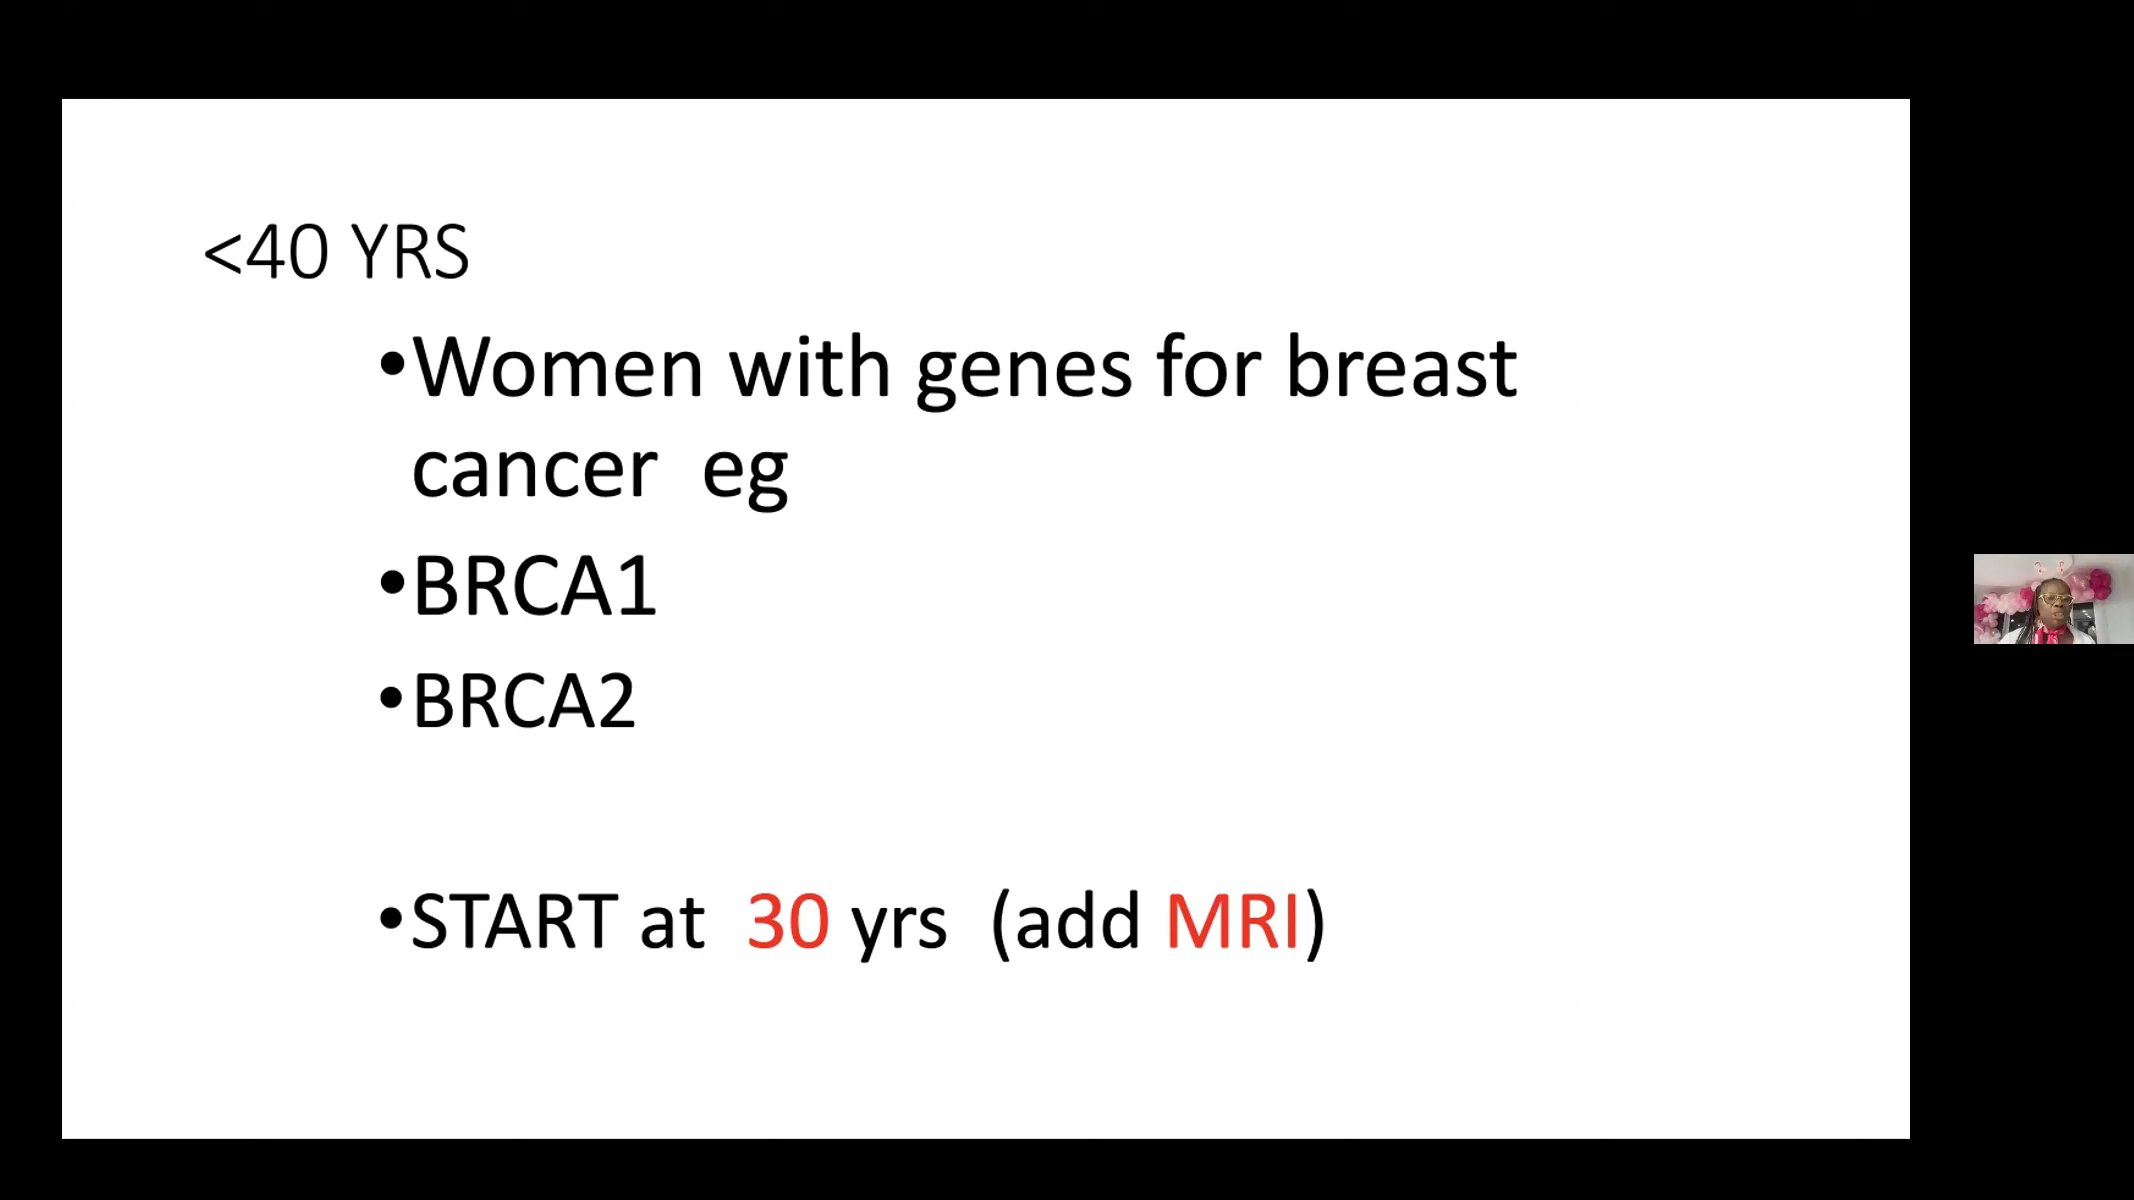 <40 YRS
•Women with genes for breast
cancer  eg
•BRCA1
•BRCA2
•START at  30 yrs  (add MRI)